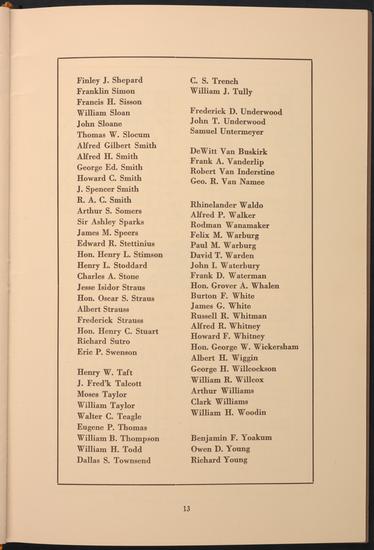 Finley J. Shepard
Franklin Simon
Francis H. Sisson
William Sloan
John Sloane
Thomas W. Slocum
Alfred Gilbert Smith
Alfred H. Smith
George Ed. Smith
Howard C. Smith
J. Spencer Smith
R. A. C. Smith
Arthur S. Somers
Sir Ashley Sparks
James M. Speers
Edward R. Stettinius
Hon. Henry L. Stimson
Henry L. Stoddard
Charles A. Stone
Jesse Isidor Straus
Hon. Oscar S. Straus
Albert Strauss
Frederick Strauss
Hon. Henry C. Stuart
Richard Sutro
Eric P. Swenson
Henry W. Taft
J. Fred'k Talcott
Moses Taylor
William Taylor
Walter C. Teagle
Eugene P. Thomas
William B. Thompson
William H. Todd
Dallas S. Townsend
C. S. Trench
William J. Tully
Frederick D. Underwood
John T. Underwood
Samuel Untermeyer
DeWitt Van Buskirk
Frank A. Vanderlip
Robert Van Inderstine
Geo. R. Van Namee
Rhinelander Waldo
Alfred P. Walker
Rodman Wanamaker
Felix M. Warburg
Paul M. Warburg
David T. Warden
John I. Waterbury
Frank D. Waterman
Hon. Grover A. Whalen
Burton F. White
James G. White
Russell R. Whitman
Alfred R. Whitney
Howard F. Whitney
Hon. George W. Wickersham
Albert H. Wiggin
George H. Willcockson
William R. Willcox
Arthur Williams
Clark Williams
William H. Woodin
Benjamin F. Yoakum
Owen D. Young
Richard Young
13